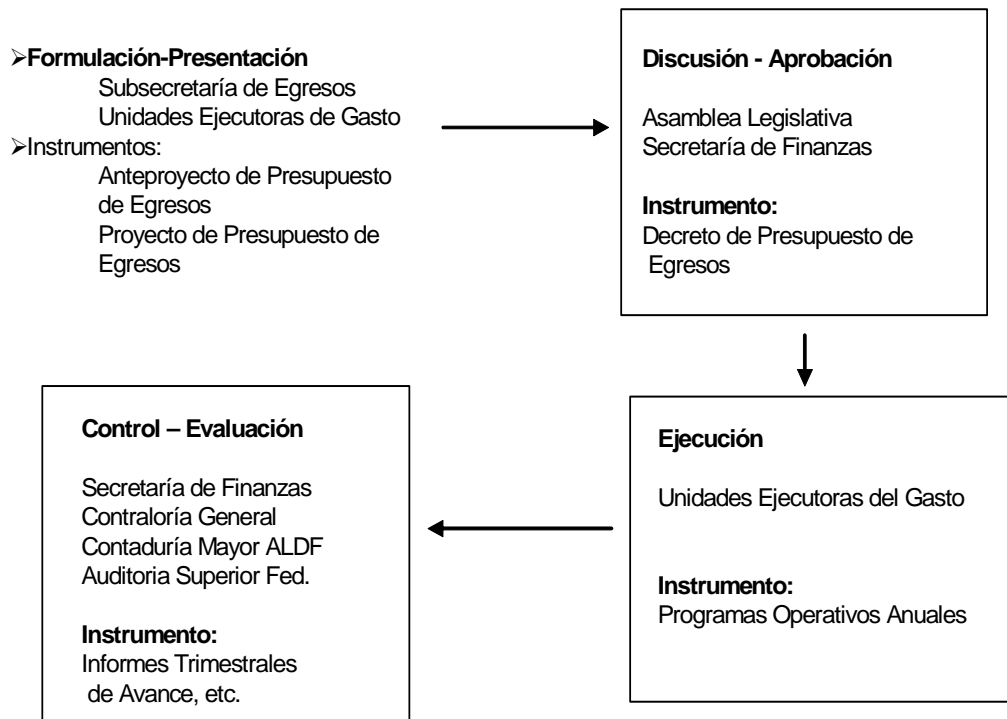 ➢Formulación-Presentación
Subsecretaría de Egresos
Unidades Ejecutoras de Gasto
➢Instrumentos:
Anteproyecto de Presupuesto
de Egresos
Proyecto de Presupuesto de
Egresos
Discusión - Aprobación
Asamblea Legislativa
Secretaría de Finanzas
Instrumento:
Decreto de Presupuesto de
Egresos
Ejecución
Unidades Ejecutoras del Gasto
Instrumento:
Programas Operativos Anuales
Control – Evaluación
Secretaría de Finanzas
Contraloría General
Contaduría Mayor ALDF
Auditoria Superior Fed.
Instrumento:
Informes Trimestrales
de Avance, etc.